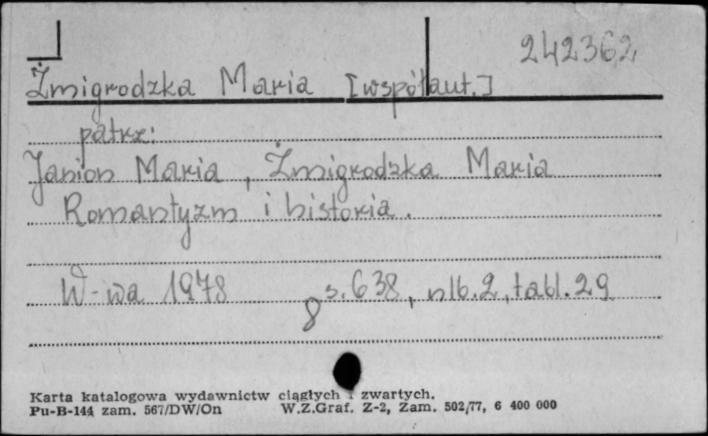 242362
Żmigrodzka Maria [współaut.]
patrz:
Janion Maria, Żmigrodzka Maria
Romantyzm i historia.
W-wa 1978 8 s. 638, nlb. 2, tabl. 29
Karta katalogowa wydawnictw ciągłych i zwartych.
Pu-B-144 zam. 567/DW/On W.Z.Graf. Z-2, Zam. 502/77, 6 400 000